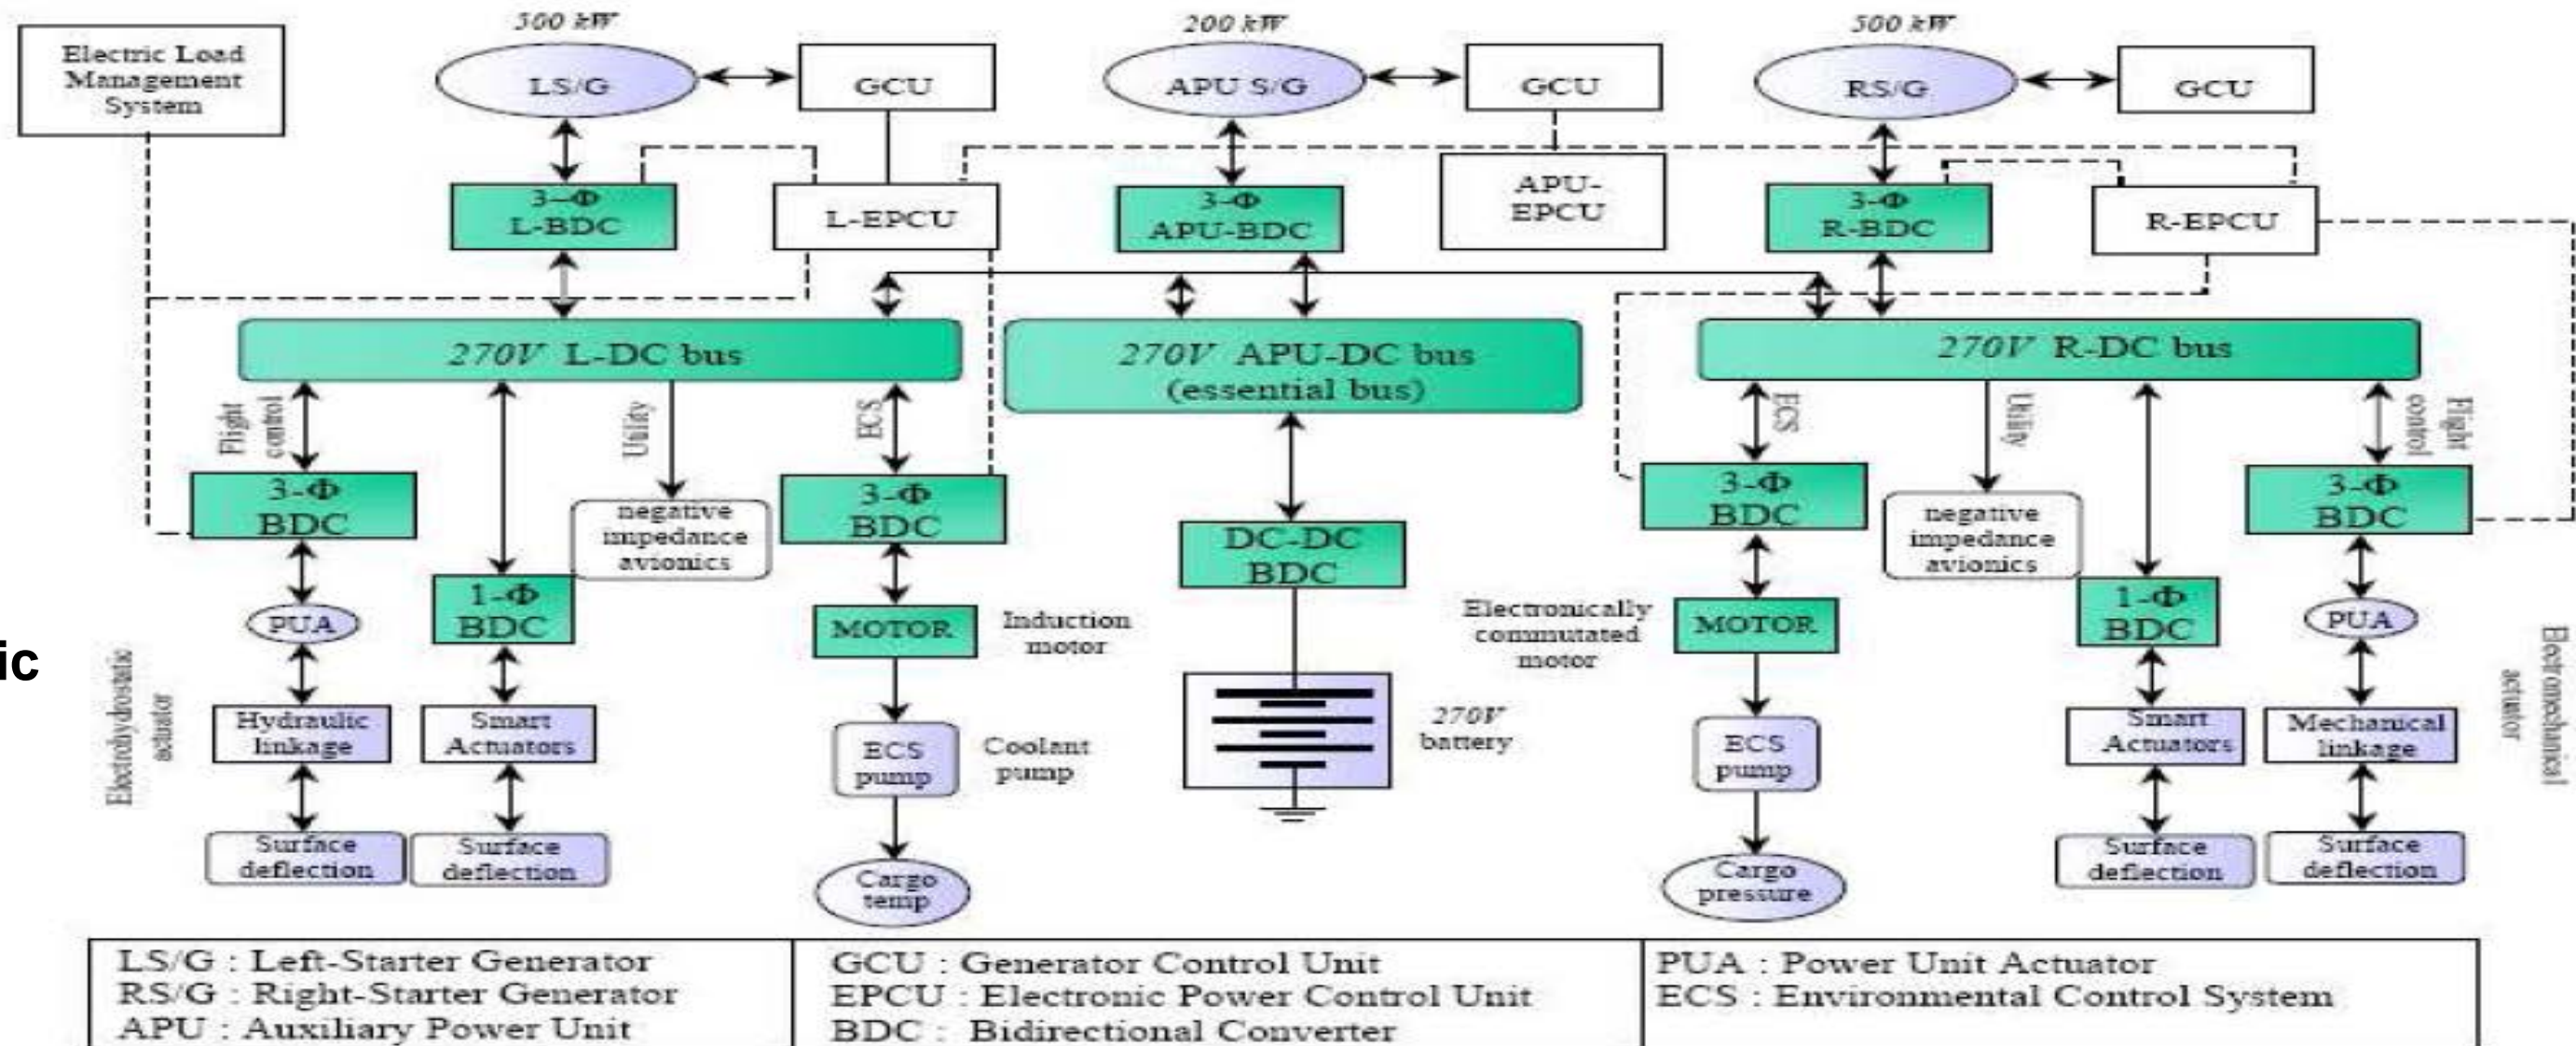 500 kW
200 kW
500 kW
Electric Load
Management
System
LS/G
GCU
APU S/G
GCU
RS/G
GCU
3-Φ
L-BDC
L-EPCU
3-Φ
APU-BDC
APU-
EPCU
3-Φ
R-BDC
R-EPCU
270V L-DC bus
270V APU-DC bus
(essential bus)
270V R-DC bus
Flight
control
Utility
ECS
ECS
Utility
Flight
control
3-Φ
BDC
negative
impedance
avionics
3-Φ
BDC
DC-DC
BDC
3-Φ
BDC
negative
impedance
avionics
3-Φ
BDC
PUA
1-Φ
BDC
MOTOR
Induction
motor
Electronically
commutated
motor
MOTOR
1-Φ
BDC
PUA
ic
Electrohydrostatic
actuator
Hydraulic
linkage
Smart
Actuators
ECS
pump
Coolant
pump
270V
battery
ECS
pump
Smart
Actuators
Mechanical
linkage
Electromechanical
actuator
Surface
deflection
Surface
deflection
Cargo
temp
Cargo
pressure
Surface
deflection
Surface
deflection
LS/G : Left-Starter Generator
RS/G : Right-Starter Generator
APU : Auxiliary Power Unit
GCU : Generator Control Unit
EPCU : Electronic Power Control Unit
BDC : Bidirectional Converter
PUA : Power Unit Actuator
ECS : Environmental Control System